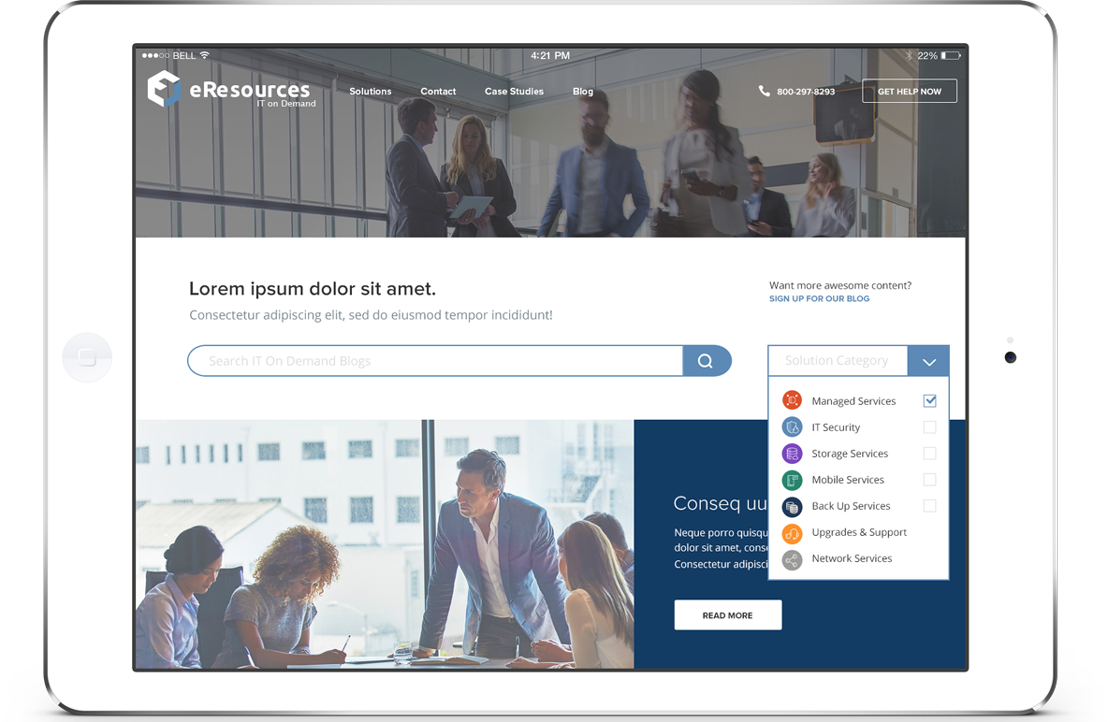 BELL
4:21 PM
22%
eResources
IT on Demand
Solutions
Contact
Case Studies
Blog
800-297-8293
GET HELP NOW
Lorem ipsum dolor sit amet.
Consectetur adipiscing elit, sed do eiusmod tempor incididunt!
Want more awesome content?
SIGN UP FOR OUR BLOG
Search IT On Demand Blogs
Solution Category
Managed Services
IT Security
Storage Services
Mobile Services
Back Up Services
Upgrades & Support
Network Services
Conseq uu
Neque porro quisqu
dolor sit amet, cons
Consectetur adipisci
READ MORE